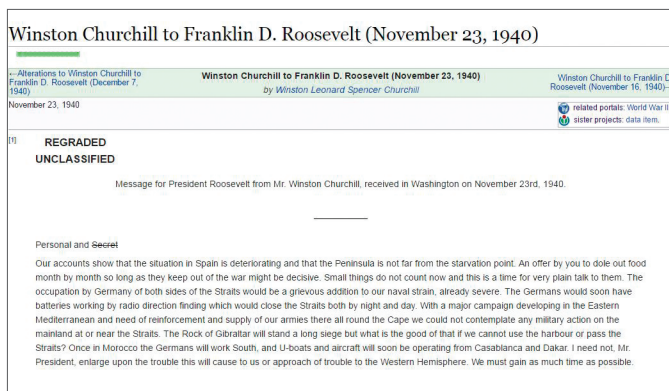 Winston Churchill to Franklin D. Roosevelt (November 23, 1940)
←Alterations to Winston Churchill to
Franklin D. Roosevelt (December 7,
1940)
Winston Churchill to Franklin D. Roosevelt (November 23, 1940)
by Winston Leonard Spencer Churchill
Winston Churchill to Franklin D
Roosevelt (November 16, 1940)→
November 23, 1940
related portals: World War II
sister projects: data item.
[1]
REGRADED
UNCLASSIFIED
Message for President Roosevelt from Mr. Winston Churchill, received in Washington on November 23rd, 1940.
Personal and Secret
Our accounts show that the situation in Spain is deteriorating and that the Peninsula is not far from the starvation point. An offer by you to dole out food
month by month so long as they keep out of the war might be decisive. Small things do not count now and this is a time for very plain talk to them. The
occupation by Germany of both sides of the Straits would be a grievous addition to our naval strain, already severe. The Germans would soon have
batteries working by radio direction finding which would close the Straits both by night and day. With a major campaign developing in the Eastern
Mediterranean and need of reinforcement and supply of our armies there all round the Cape we could not contemplate any military action on the
mainland at or near the Straits. The Rock of Gibraltar will stand a long siege but what is the good of that if we cannot use the harbour or pass the
Straits? Once in Morocco the Germans will work South, and U-boats and aircraft will soon be operating from Casablanca and Dakar. I need not, Mr.
President, enlarge upon the trouble this will cause to us or approach of trouble to the Western Hemisphere. We must gain as much time as possible.